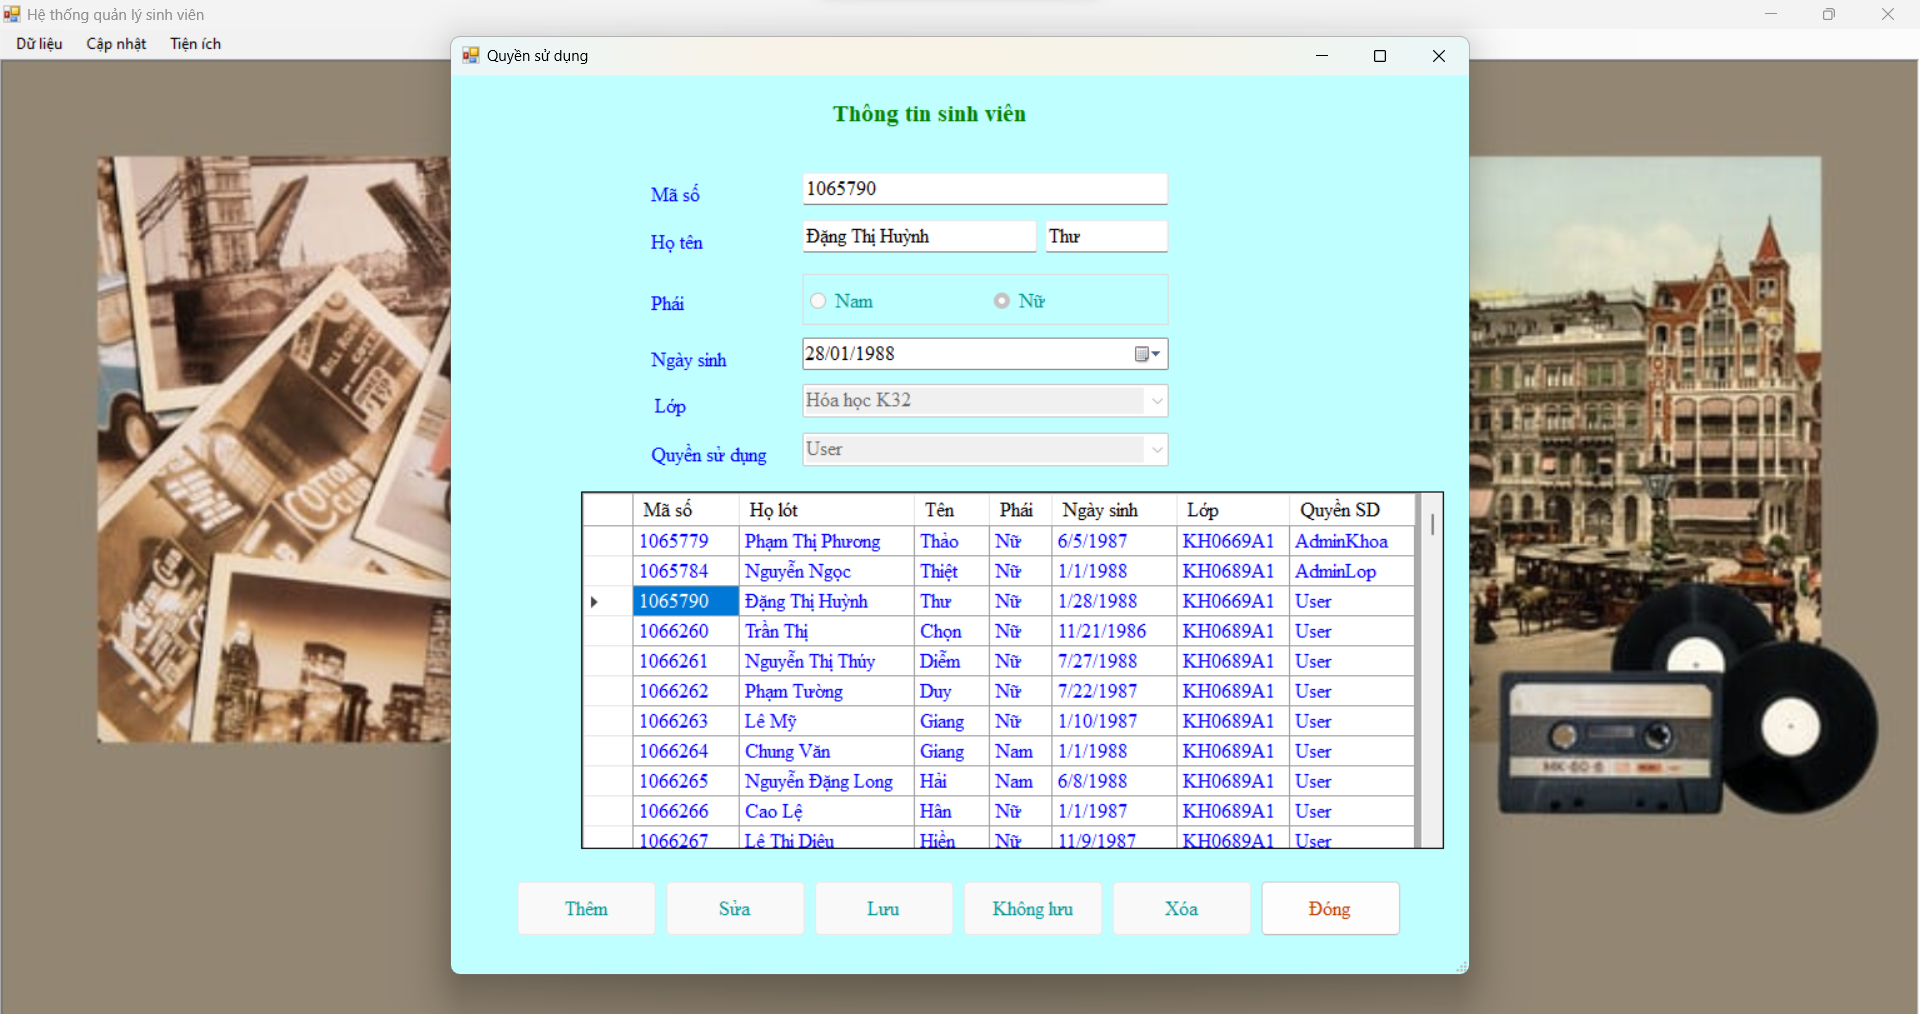 Hệ thống quản lý sinh viên
Dữ liệu Cập nhật Tiện ích
Quyền sử dụng
Thông tin sinh viên
Mã số 1065790
Họ tên Đặng Thị Huỳnh Thư
Phái Nam Nữ
Ngày sinh 28/01/1988
Lớp Hóa học K32
Quyền sử dụng User
Mã số Họ lót Tên Phái Ngày sinh Lớp Quyền SD
1065779 Phạm Thị Phương Thảo Nữ 6/5/1987 KH0669A1 AdminKhoa
1065784 Nguyễn Ngọc Thiệt Nữ 1/1/1988 KH0689A1 AdminLop
1065790 Đặng Thị Huỳnh Thư Nữ 1/28/1988 KH0669A1 User
1066260 Trần Thị Chọn Nữ 11/21/1986 KH0689A1 User
1066261 Nguyễn Thị Thúy Diễm Nữ 7/27/1988 KH0689A1 User
1066262 Phạm Tường Duy Nữ 7/22/1987 KH0689A1 User
1066263 Lê Mỹ Giang Nữ 1/10/1987 KH0689A1 User
1066264 Chung Văn Giang Nam 1/1/1988 KH0689A1 User
1066265 Nguyễn Đặng Long Hải Nam 6/8/1988 KH0689A1 User
1066266 Cao Lệ Hân Nữ 1/1/1987 KH0689A1 User
1066267 Lê Thị Diệu Hiền Nữ 11/9/1987 KH0689A1 User
Thêm Sửa Lưu Không lưu Xóa Đóng
COTTON
CLUB